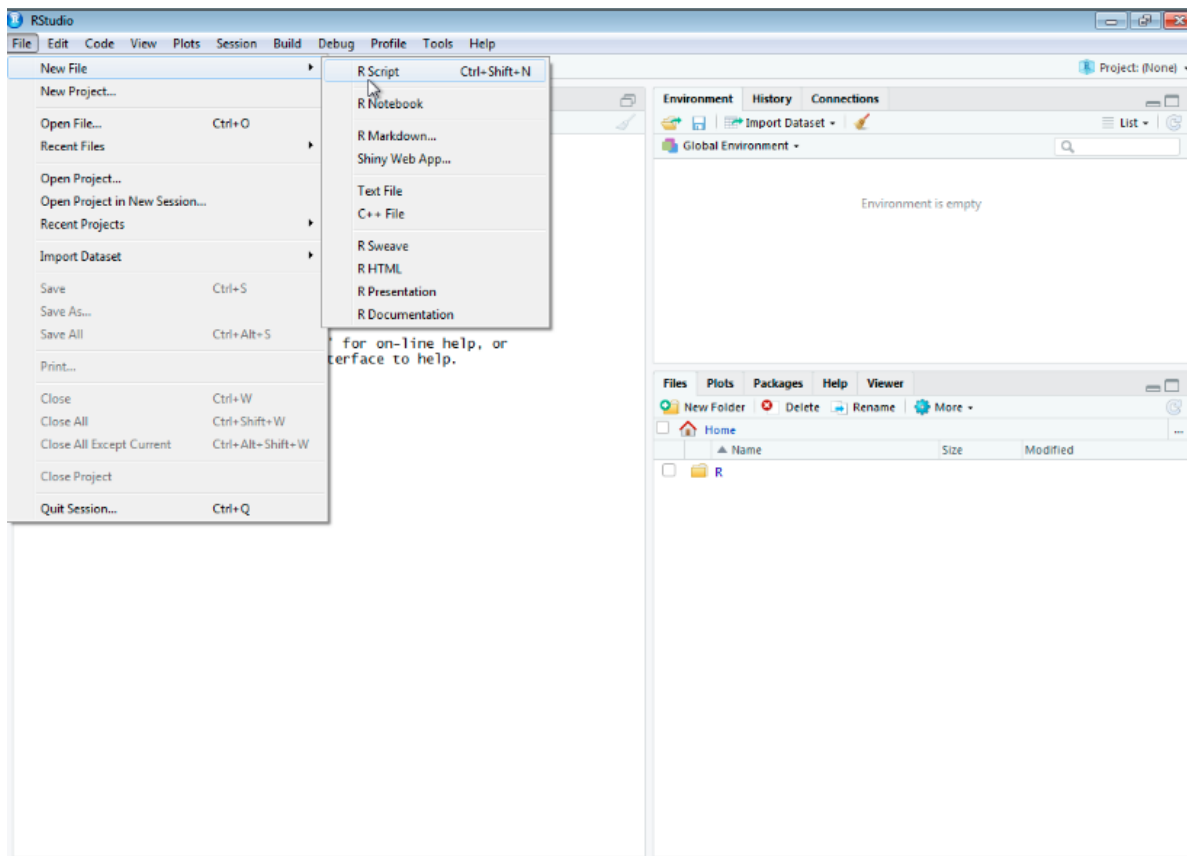 RStudio
File Edit Code View Plots Session Build Debug Profile Tools Help
New File
New Project...
Open File... Ctrl+O
Recent Files
Open Project...
Open Project in New Session...
Recent Projects
Import Dataset
Save Ctrl+S
Save As...
Save All Ctrl+Alt+S
Print...
Close Ctrl+W
Close All Ctrl+Shift+W
Close All Except Current Ctrl+Alt+Shift+W
Close Project
Quit Session... Ctrl+Q
R Script Ctrl+Shift+N
R Notebook
R Markdown...
Shiny Web App...
Text File
C++ File
R Sweave
R HTML
R Presentation
R Documentation
' for on-line help, or
terface to help.
Project: (None)
Environment History Connections
Import Dataset List
Global Environment
Environment is empty
Files Plots Packages Help Viewer
New Folder Delete Rename More
Home ...
Name Size Modified
R